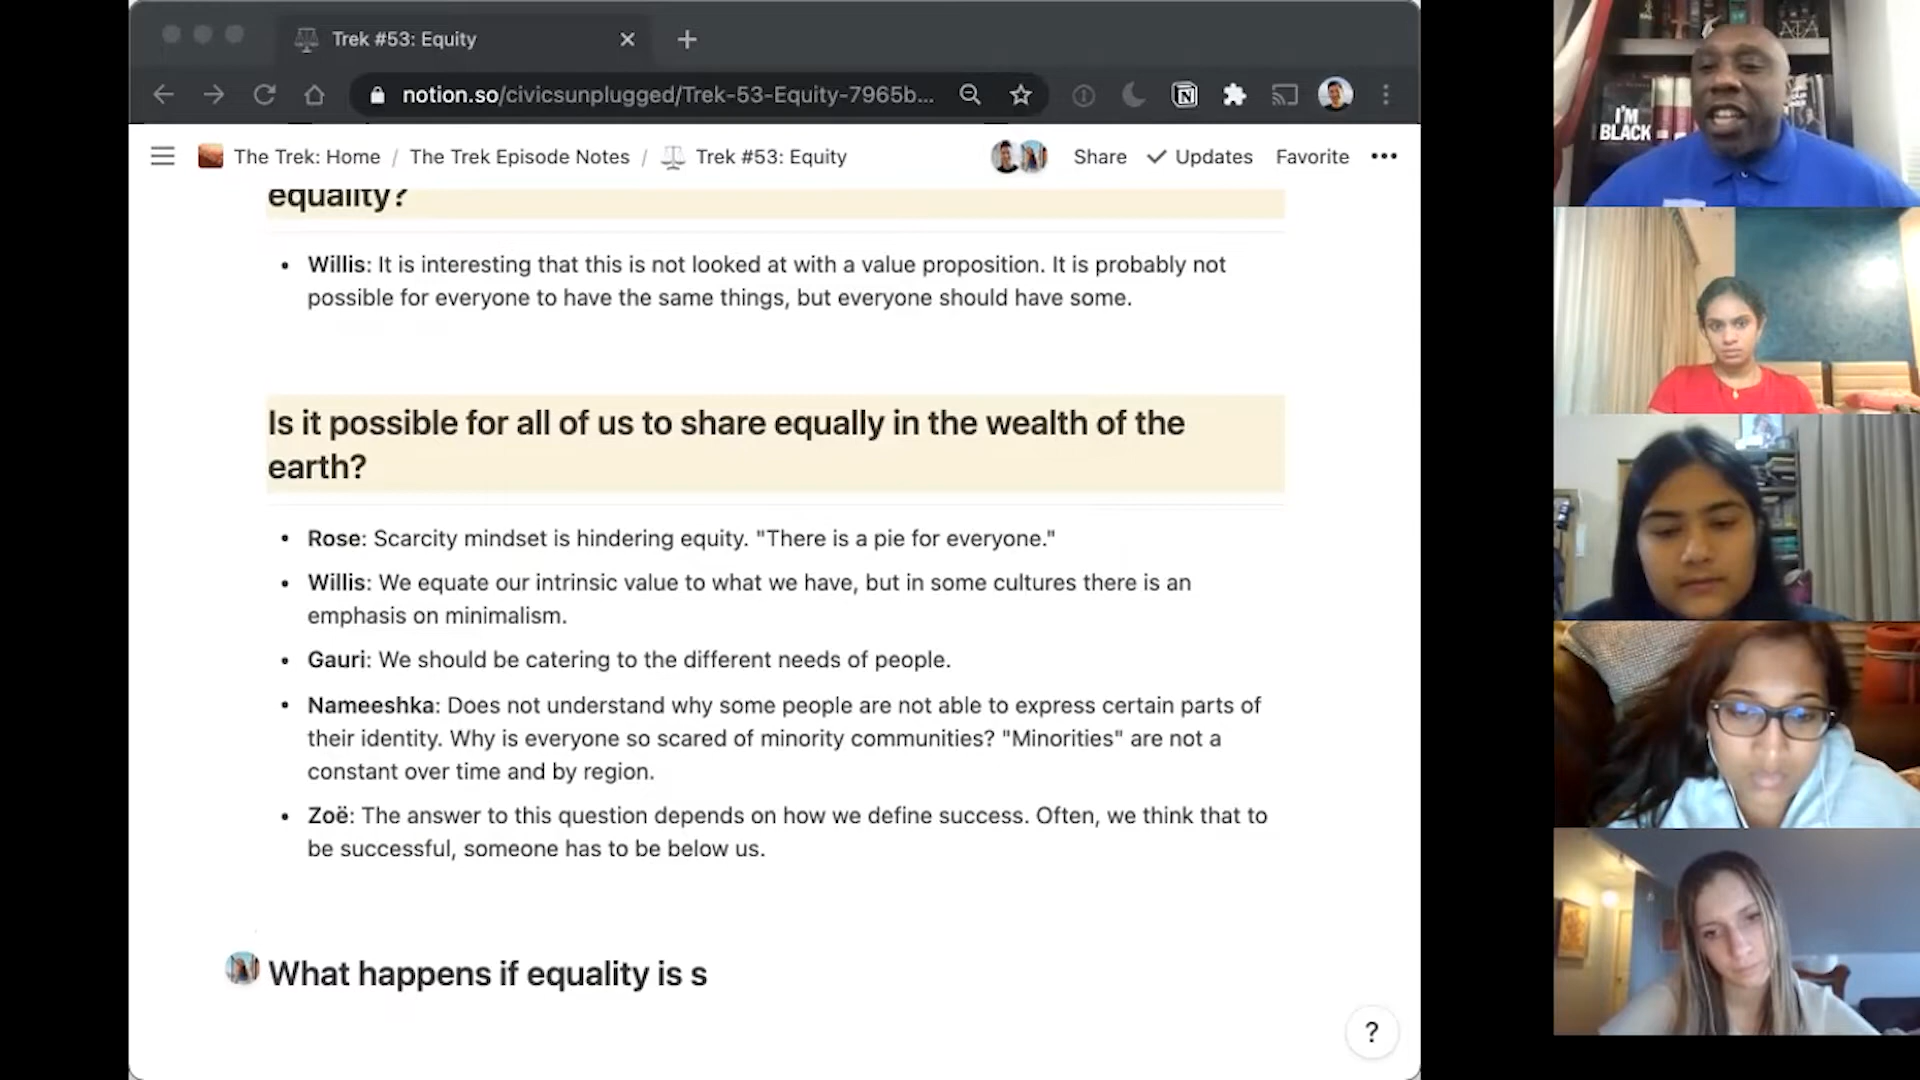 Trek #53: Equity
notion.so/civicsunplugged/Trek-53-Equity-7965b...
The Trek: Home / The Trek Episode Notes / Trek #53: Equity
Share
Updates
Favorite
equality?
• Willis: It is interesting that this is not looked at with a value proposition. It is probably not
possible for everyone to have the same things, but everyone should have some.
Is it possible for all of us to share equally in the wealth of the
earth?
• Rose: Scarcity mindset is hindering equity. "There is a pie for everyone."
• Willis: We equate our intrinsic value to what we have, but in some cultures there is an
emphasis on minimalism.
• Gauri: We should be catering to the different needs of people.
• Nameeshka: Does not understand why some people are not able to express certain parts of
their identity. Why is everyone so scared of minority communities? "Minorities" are not a
constant over time and by region.
• Zoë: The answer to this question depends on how we define success. Often, we think that to
be successful, someone has to be below us.
What happens if equality is s
?
I'M
BLACK